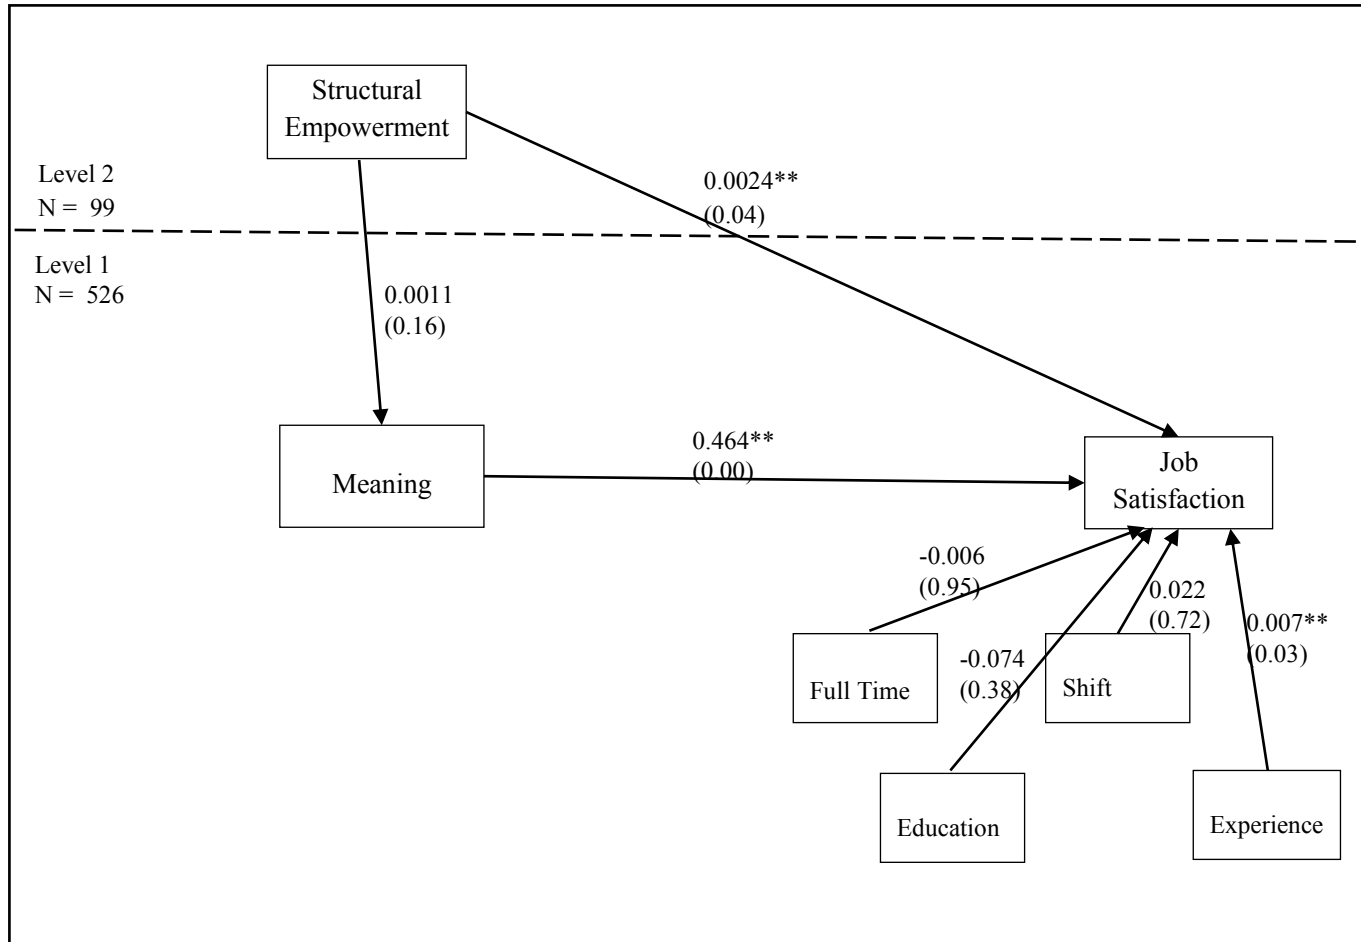 Structural
Empowerment
Level 2
N = 99
0.0024**
(0.04)
Level 1
N = 526
0.0011
(0.16)
Meaning
0.464**
(0.00)
Job
Satisfaction
-0.006
(0.95)
0.022
(0.72)
0.007**
(0.03)
-0.074
(0.38)
Full Time
Shift
Education
Experience